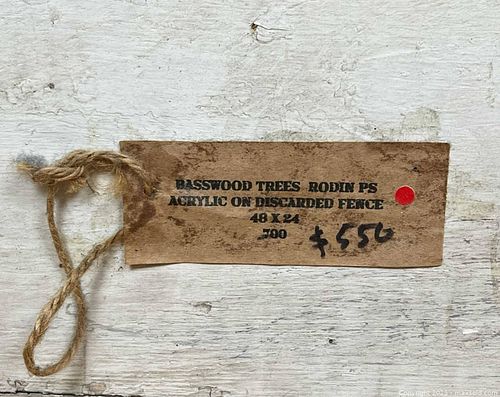 BASSWOOD TREES RODIN PS
ACRYLIC ON DISCARDED FENCE
48 X 24
700 $550